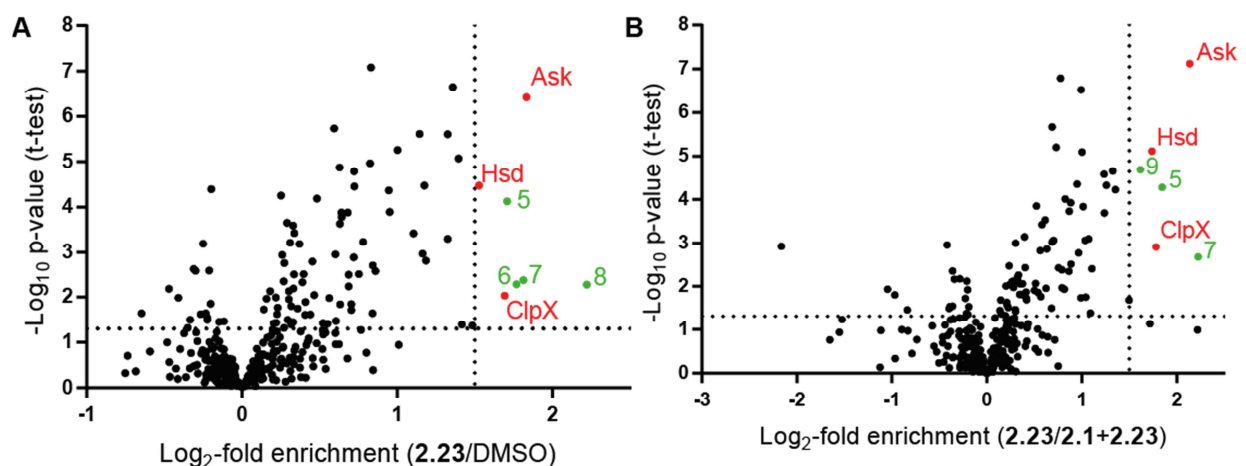 A
-Log10 p-value (t-test)
8
7
6
5
4
3
2
1
0
-1
0
1
2
Log2-fold enrichment (2.23/DMSO)
Ask
Hsd
5
6
7
8
ClpX
B
-Log10 p-value (t-test)
8
7
6
5
4
3
2
1
0
-3
-2
-1
0
1
2
Log2-fold enrichment (2.23/2.1+2.23)
Ask
Hsd
9
5
ClpX
7